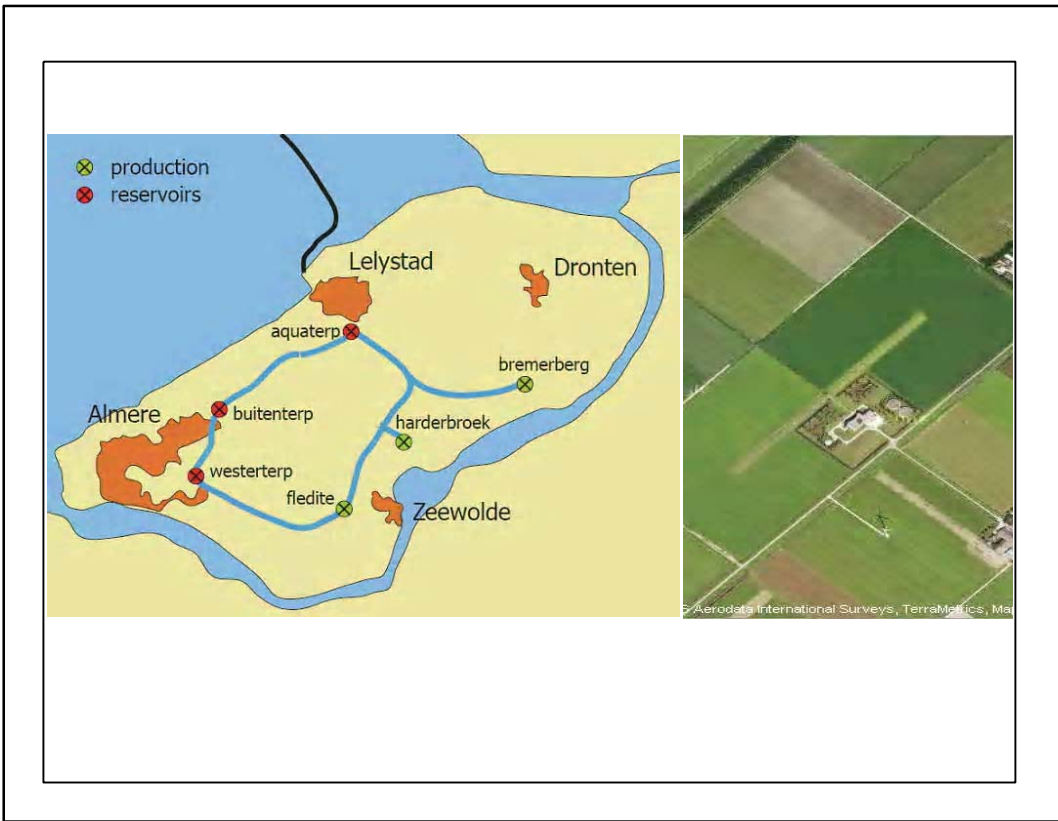 production
reservoirs
Lelystad
Dronten
aquaterp
bremerberg
Almere
buitenterp
harderbroek
westerterp
fledite
Zeewolde
Aerodata International Surveys, TerraMetrics, Map